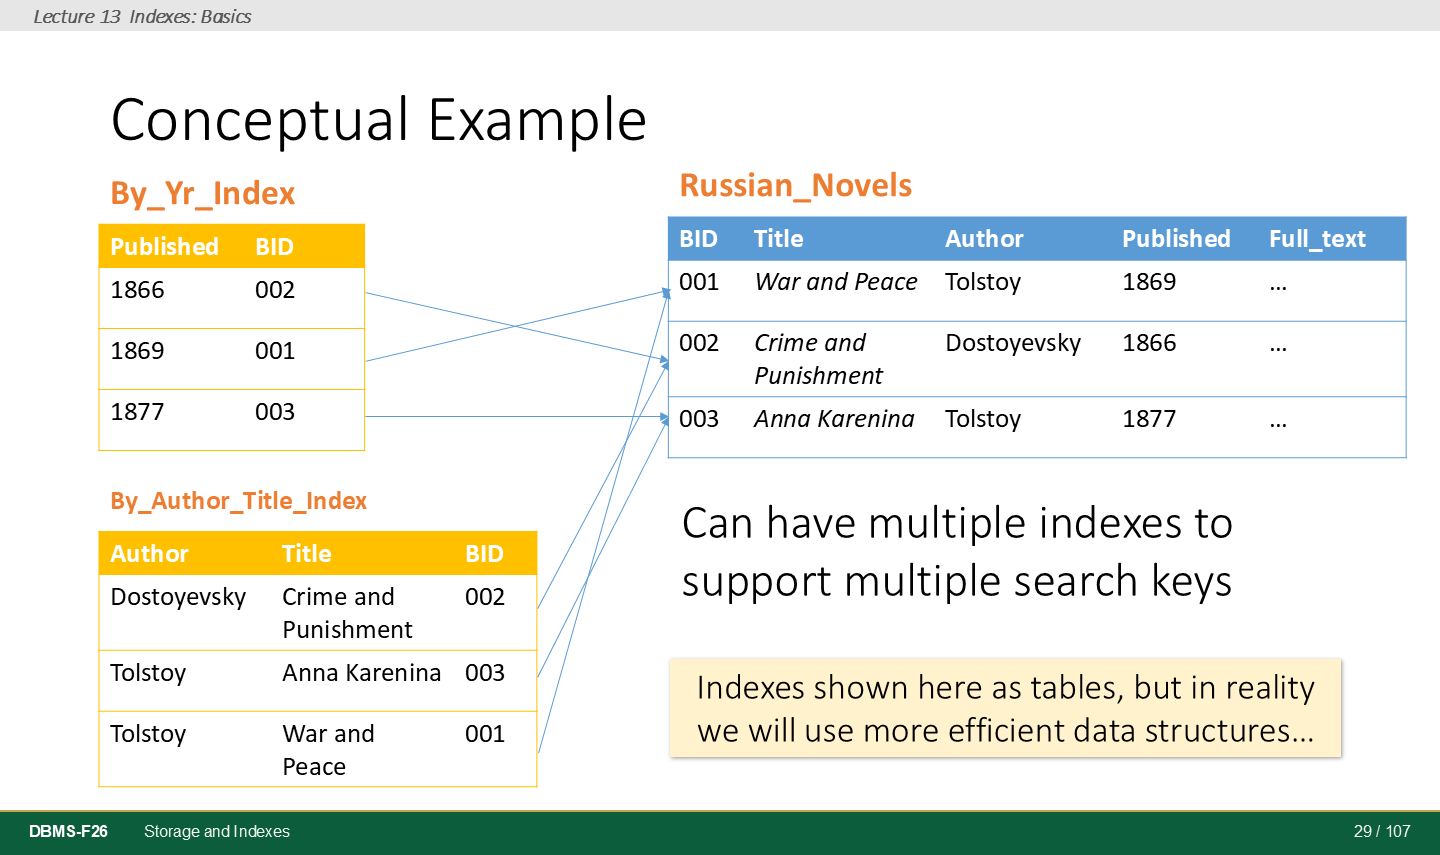 Lecture 13 Indexes: Basics
Conceptual Example
By_Yr_Index
Published BID
1866 002
1869 001
1877 003
By_Author_Title_Index
Author Title BID
Dostoyevsky Crime and Punishment 002
Tolstoy Anna Karenina 003
Tolstoy War and Peace 001
Russian_Novels
BID Title Author Published Full_text
001 War and Peace Tolstoy 1869 ...
002 Crime and Punishment Dostoyevsky 1866 ...
003 Anna Karenina Tolstoy 1877 ...
Can have multiple indexes to
support multiple search keys
Indexes shown here as tables, but in reality
we will use more efficient data structures...
DBMS-F26 Storage and Indexes 29 / 107